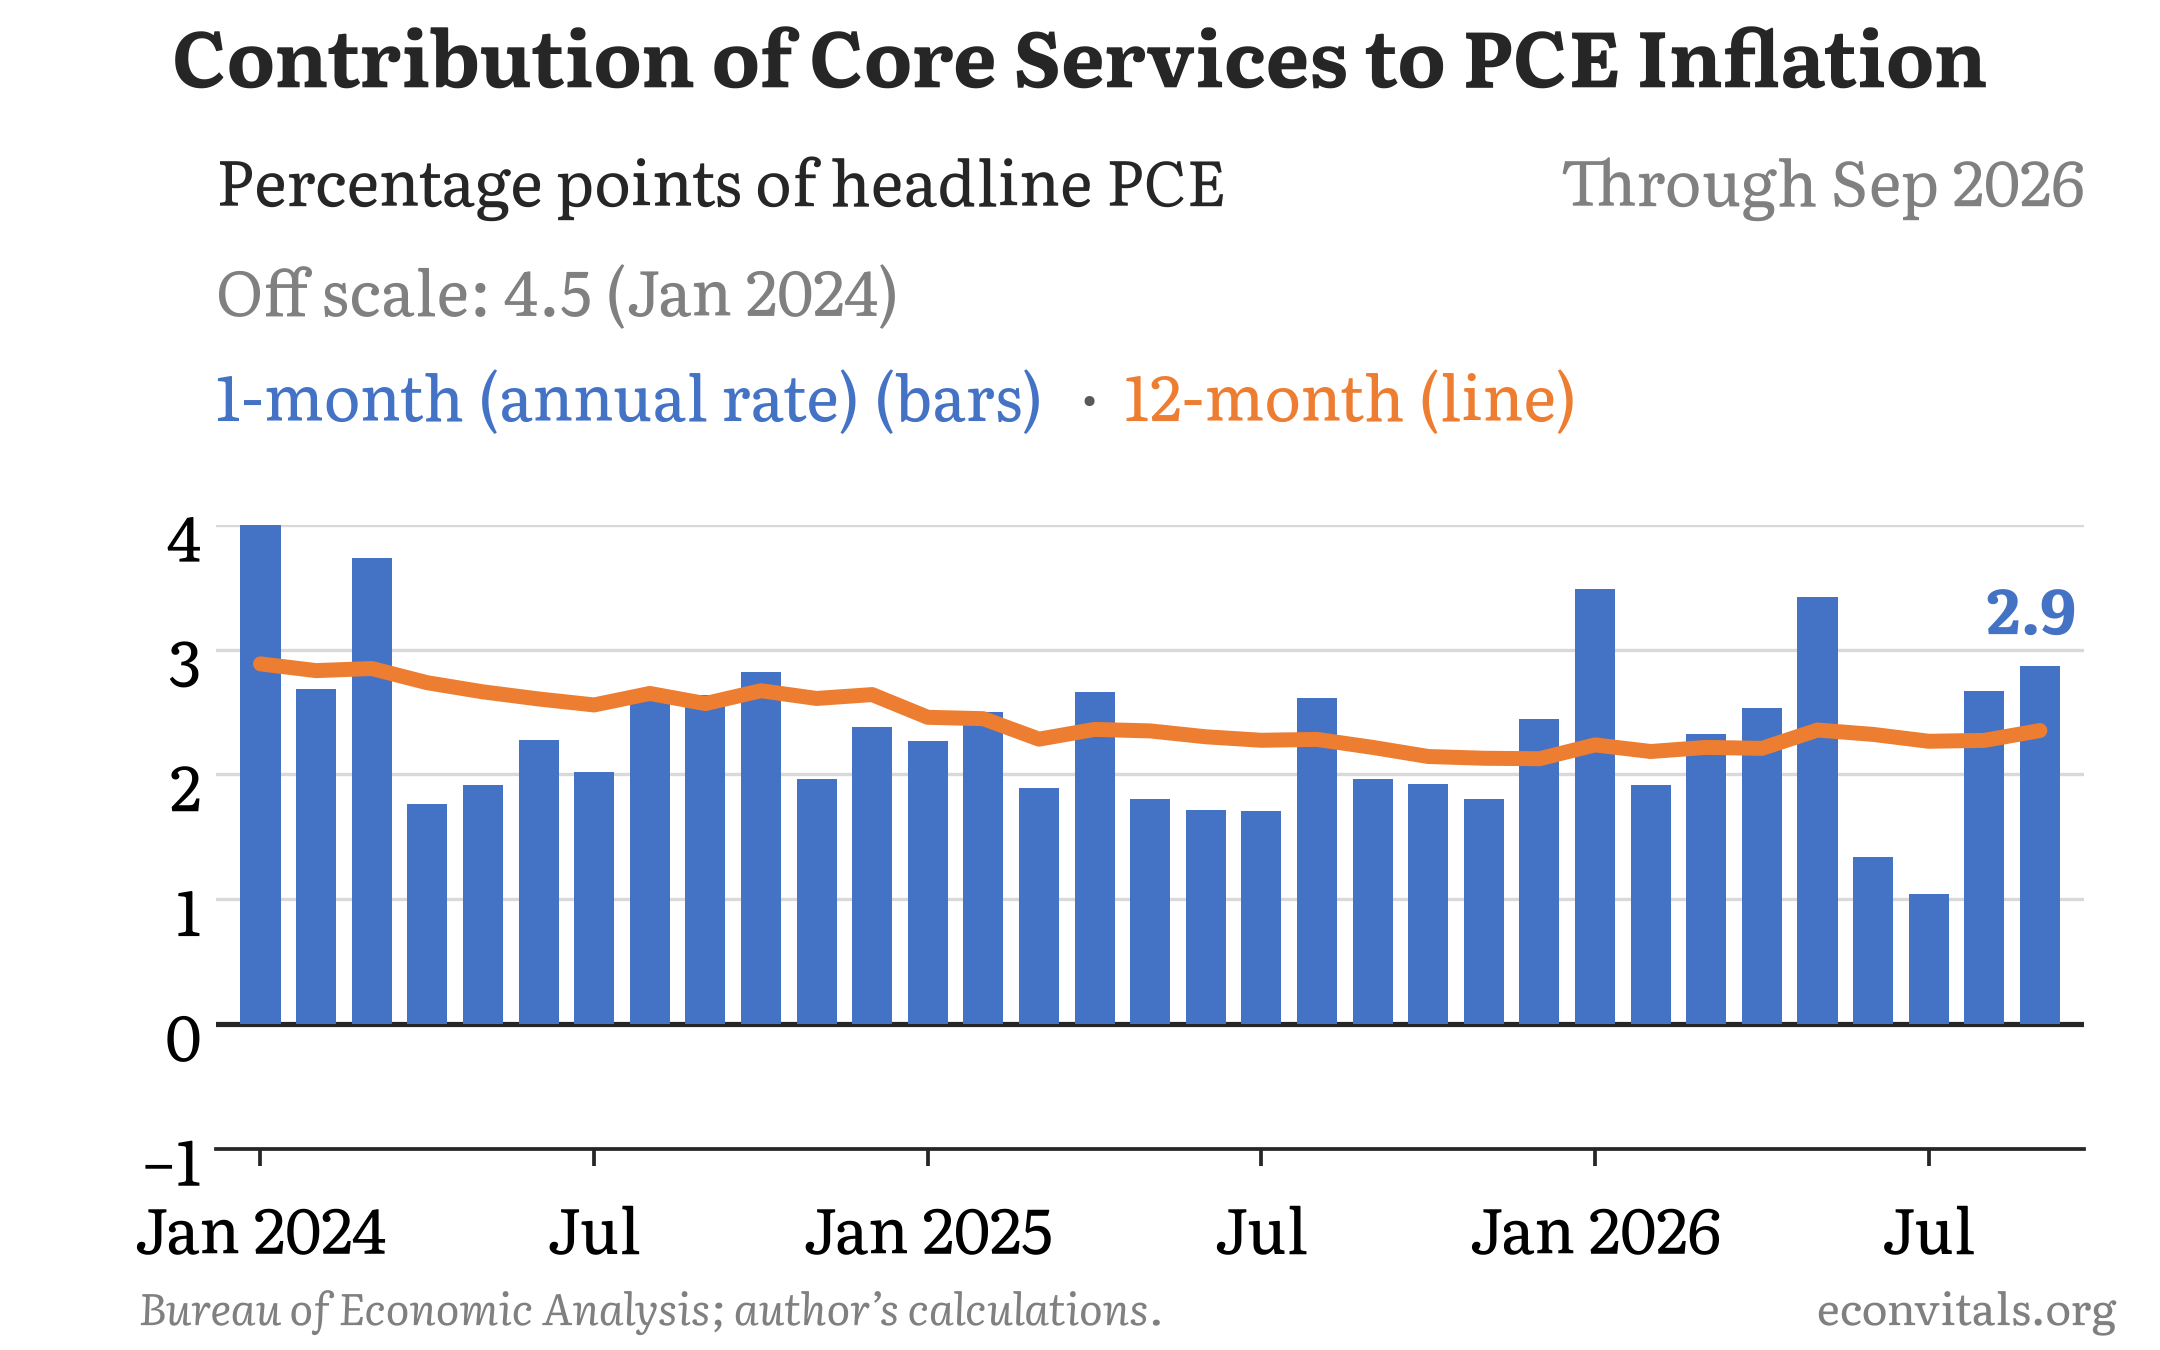 Contribution of Core Services to PCE Inflation
Percentage points of headline PCE Through Sep 2026
Off scale: 4.5 (Jan 2024)
1-month (annual rate) (bars) · 12-month (line)
4
3
2
1
0
−1
2.9
Jan 2024 Jul Jan 2025 Jul Jan 2026 Jul
Bureau of Economic Analysis; author’s calculations. econvitals.org